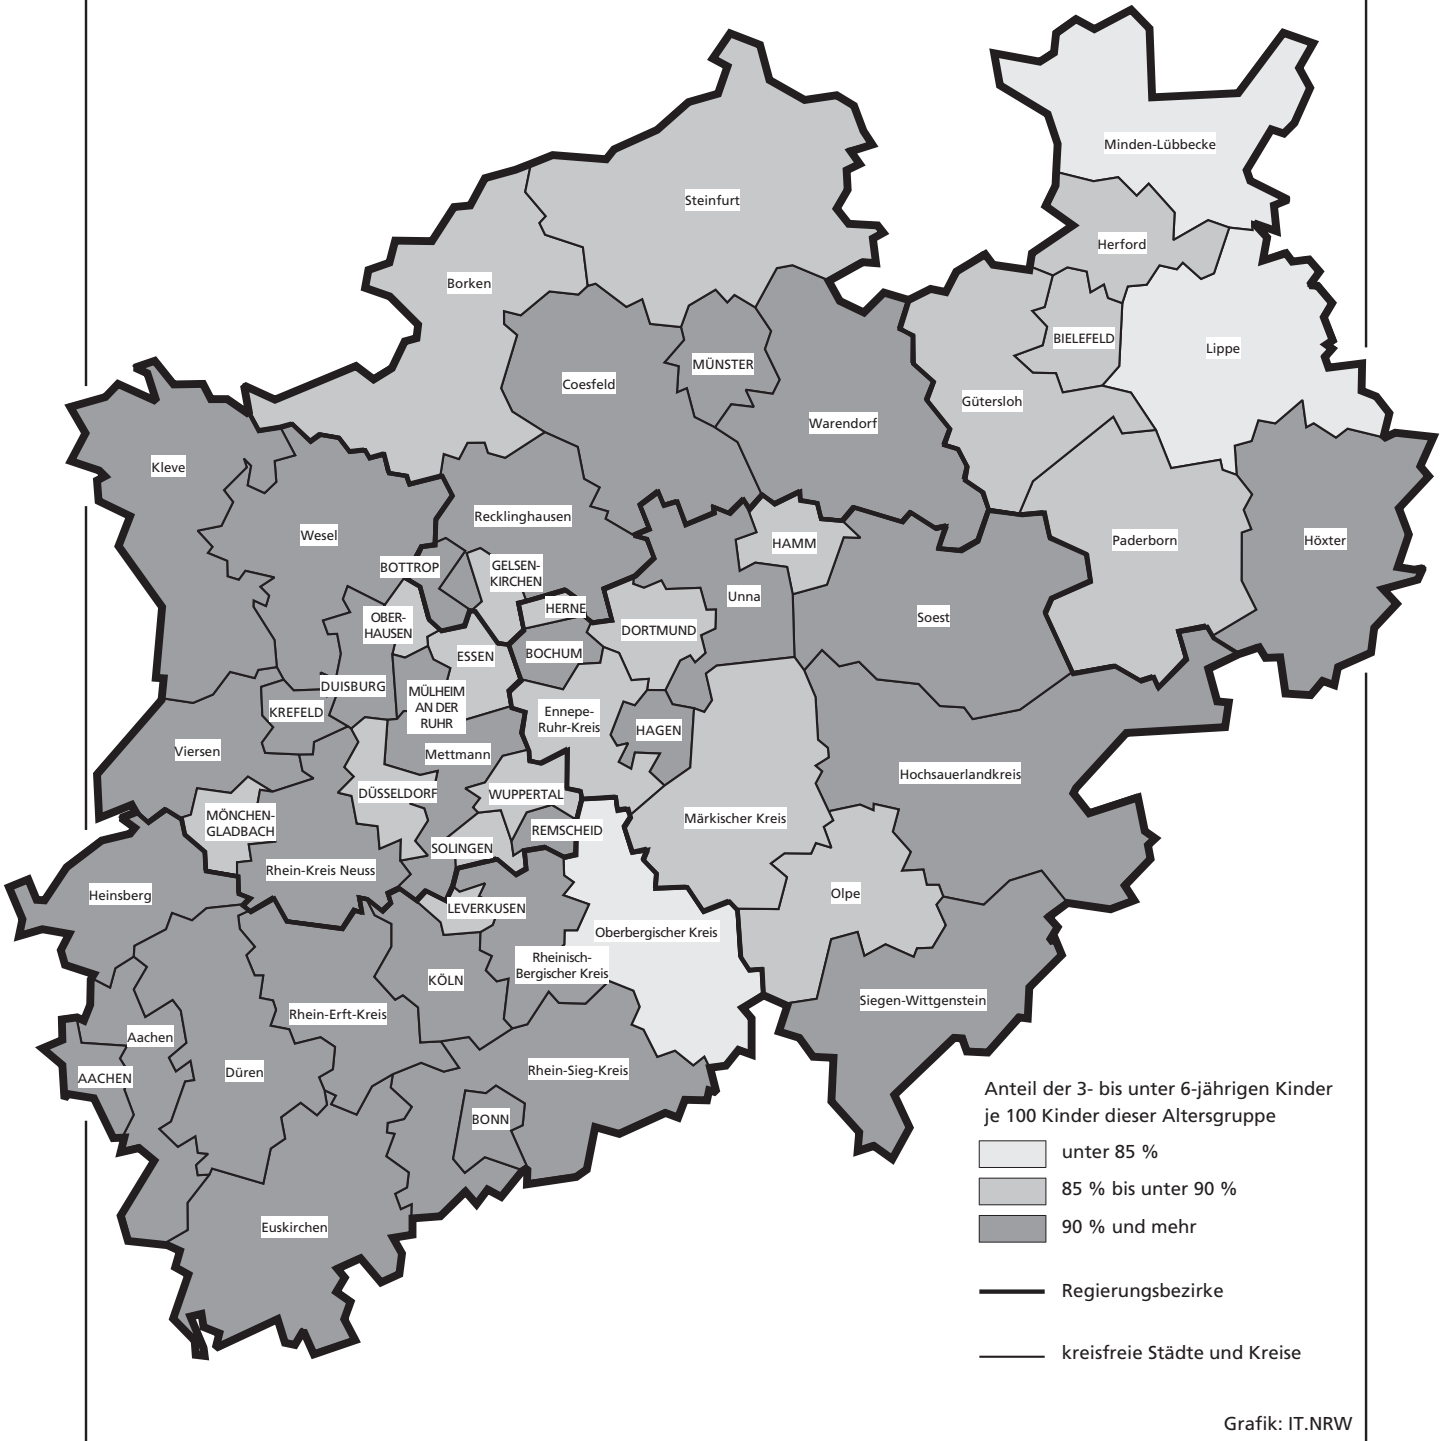 Minden-Lübbecke
Steinfurt
Herford
Borken
BIELEFELD
Lippe
MÜNSTER
Coesfeld
Gütersloh
Warendorf
Kleve
Recklinghausen
Wesel
HAMM
Paderborn
Höxter
BOTTROP
GELSEN-
KIRCHEN
Unna
HERNE
Soest
OBER-
HAUSEN
DORTMUND
ESSEN
BOCHUM
DUISBURG
MÜLHEIM
AN DER
RUHR
KREFELD
Ennepe-
Ruhr-Kreis
HAGEN
Viersen
Mettmann
Hochsauerlandkreis
DÜSSELDORF
WUPPERTAL
MÖNCHEN-
GLADBACH
Märkischer Kreis
REMSCHEID
SOLINGEN
Rhein-Kreis Neuss
Heinsberg
Olpe
LEVERKUSEN
Oberbergischer Kreis
Rheinisch-
Bergischer Kreis
KÖLN
Siegen-Wittgenstein
Rhein-Erft-Kreis
Aachen
Düren
Rhein-Sieg-Kreis
AACHEN
BONN
Euskirchen
Anteil der 3- bis unter 6-jährigen Kinder
je 100 Kinder dieser Altersgruppe
unter 85 %
85 % bis unter 90 %
90 % und mehr
Regierungsbezirke
kreisfreie Städte und Kreise
Grafik: IT.NRW